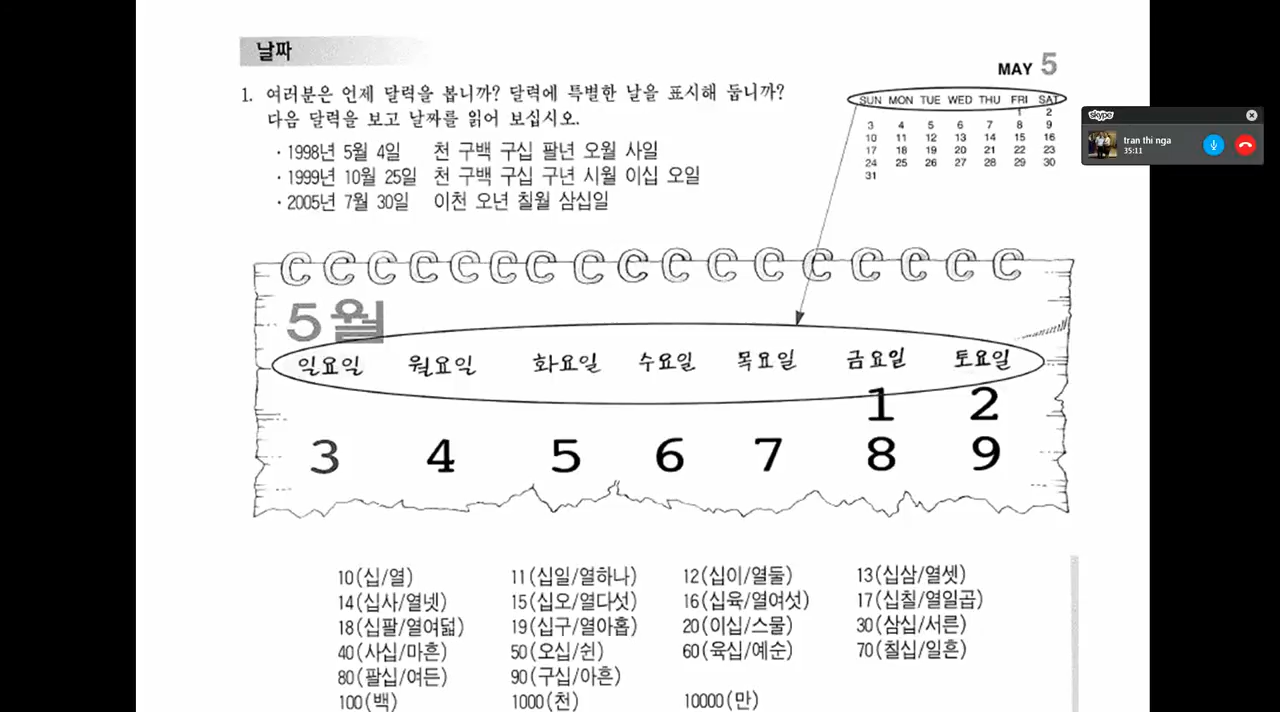 날짜
1. 여러분은 언제 달력을 봅니까? 달력에 특별한 날을 표시해 둡니까?
다음 달력을 보고 날짜를 읽어 보십시오.
· 1998년 5월 4일 천 구백 구십 팔년 오월 사일
· 1999년 10월 25일 천 구백 구십 구년 시월 이십 오일
· 2005년 7월 30일 이천 오년 칠월 삼십일
MAY 5
SUN MON TUE WED THU FRI SAT
1 2
3 4 5 6 7 8 9
10 11 12 13 14 15 16
17 18 19 20 21 22 23
24 25 26 27 28 29 30
31
skype
tran thi nga
35:11
5월
일요일 월요일 화요일 수요일 목요일 금요일 토요일
1 2
3 4 5 6 7 8 9
10(십/열) 11(십일/열하나) 12(십이/열둘) 13(십삼/열셋)
14(십사/열넷) 15(십오/열다섯) 16(십육/열여섯) 17(십칠/열일곱)
18(십팔/열여덟) 19(십구/열아홉) 20(이십/스물) 30(삼십/서른)
40(사십/마흔) 50(오십/쉰) 60(육십/예순) 70(칠십/일흔)
80(팔십/여든) 90(구십/아흔)
100(백) 1000(천) 10000(만)